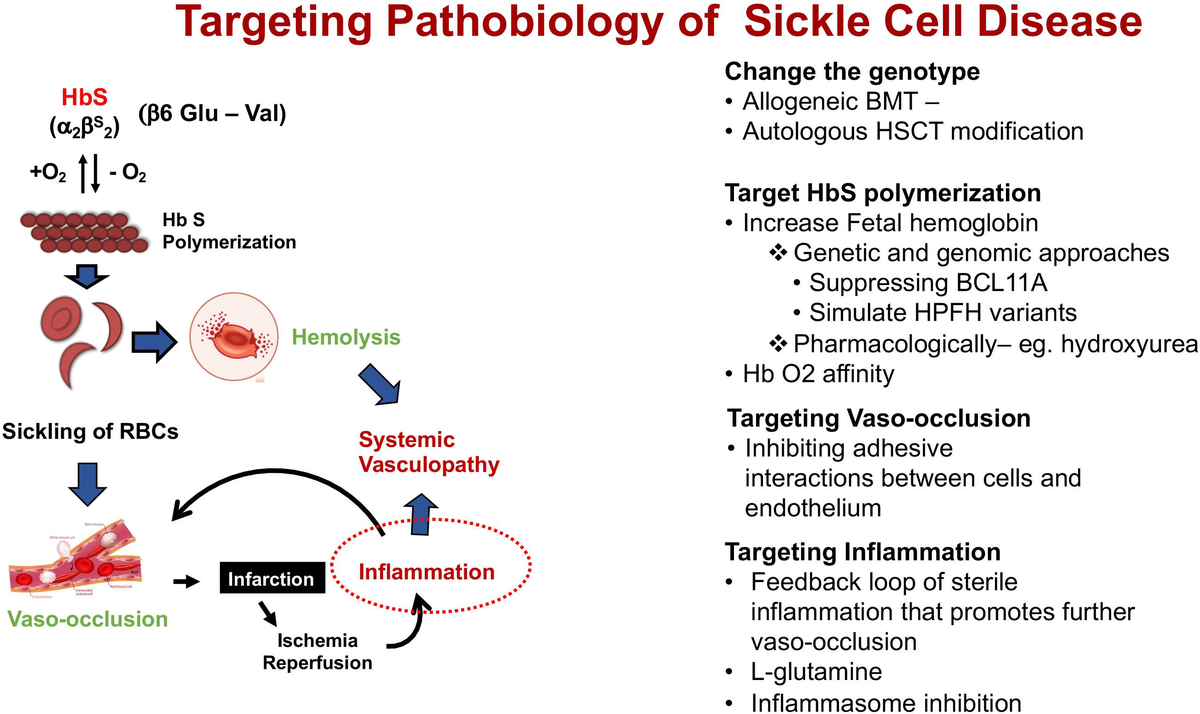 Targeting Pathobiology of Sickle Cell Disease
HbS
(α₂βˢ₂)
(β6 Glu – Val)
+O₂
- O₂
Hb S
Polymerization
Hemolysis
Sickling of RBCs
Systemic
Vasculopathy
Vaso-occlusion
Infarction
Inflammation
Ischemia
Reperfusion
Change the genotype
• Allogeneic BMT –
• Autologous HSCT modification
Target HbS polymerization
• Increase Fetal hemoglobin
❖ Genetic and genomic approaches
• Suppressing BCL11A
• Simulate HPFH variants
❖ Pharmacologically– eg. hydroxyurea
• Hb O2 affinity
Targeting Vaso-occlusion
• Inhibiting adhesive
interactions between cells and
endothelium
Targeting Inflammation
• Feedback loop of sterile
inflammation that promotes further
vaso-occlusion
• L-glutamine
• Inflammasome inhibition